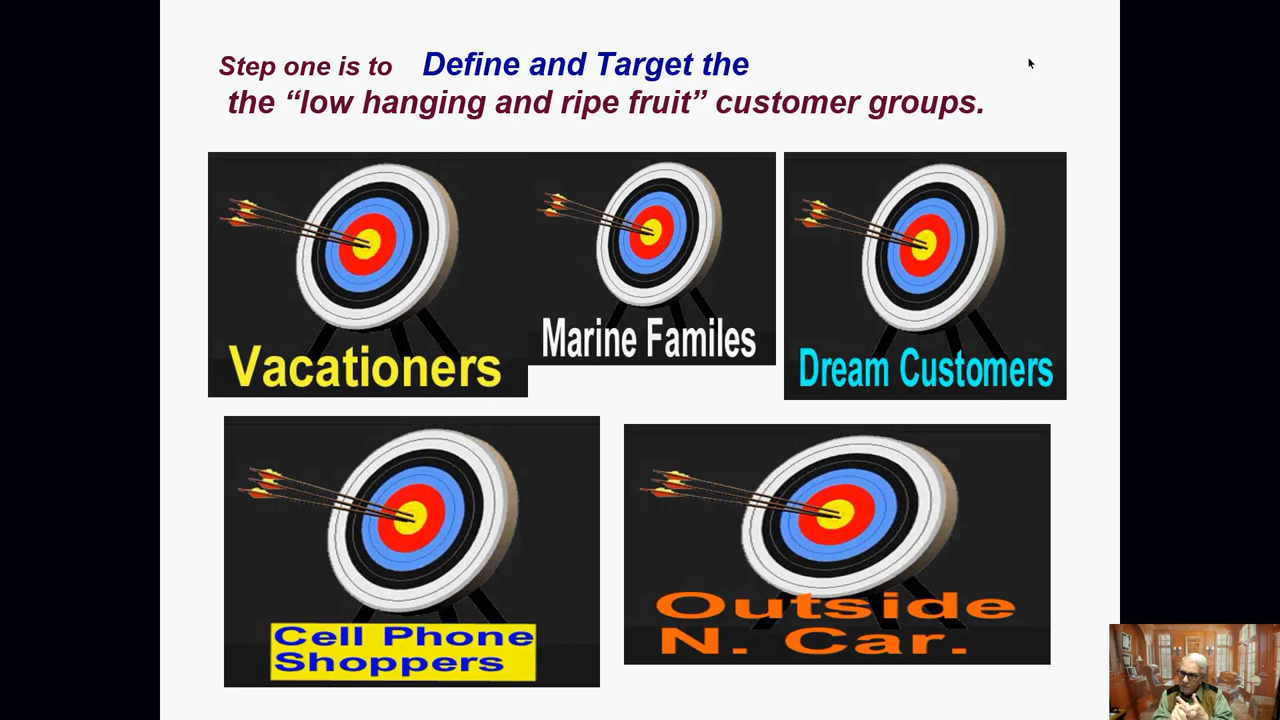 Step one is to Define and Target the
the “low hanging and ripe fruit” customer groups.
Vacationers
Marine Familes
Dream Customers
Cell Phone
Shoppers
Outside
N. Car.